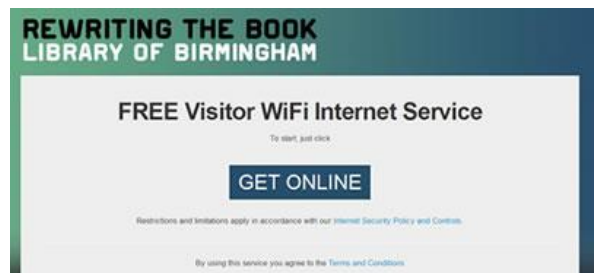 REWRITING THE BOOK
LIBRARY OF BIRMINGHAM
FREE Visitor WiFi Internet Service
To start, just click
GET ONLINE
Restrictions and limitations apply in accordance with our Internet Security Policy and Controls.
By using this service you agree to the Terms and Conditions